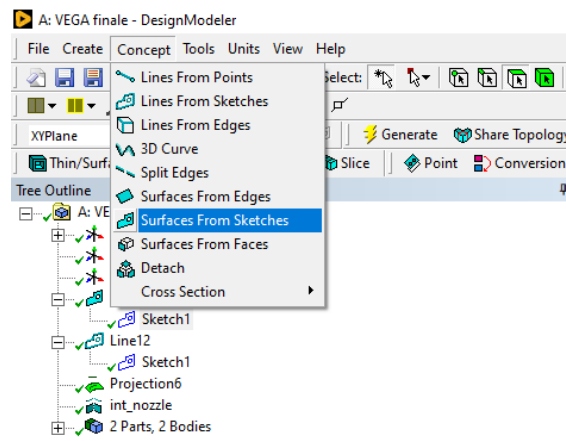 A: VEGA finale - DesignModeler
File Create Concept Tools Units View Help
Select:
XYPlane
Generate Share Topology
Thin/Surfa
Slice Point Conversion
Tree Outline
A: VE
Lines From Points
Lines From Sketches
Lines From Edges
3D Curve
Split Edges
Surfaces From Edges
Surfaces From Sketches
Surfaces From Faces
Detach
Cross Section
Sketch1
Line12
Sketch1
Projection6
int_nozzle
2 Parts, 2 Bodies